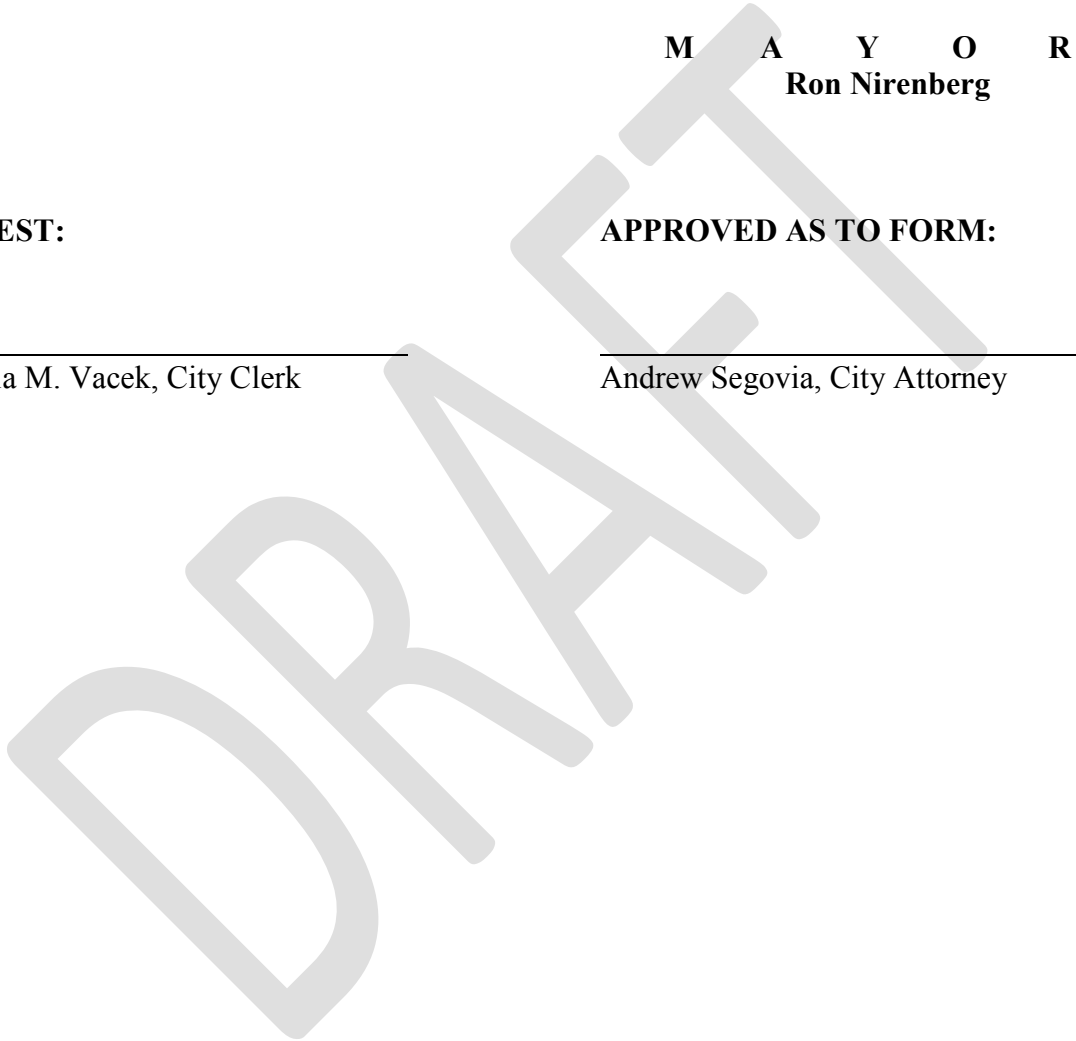 M A Y O R
Ron Nirenberg
EST:
APPROVED AS TO FORM:
a M. Vacek, City Clerk
Andrew Segovia, City Attorney
DRAFT